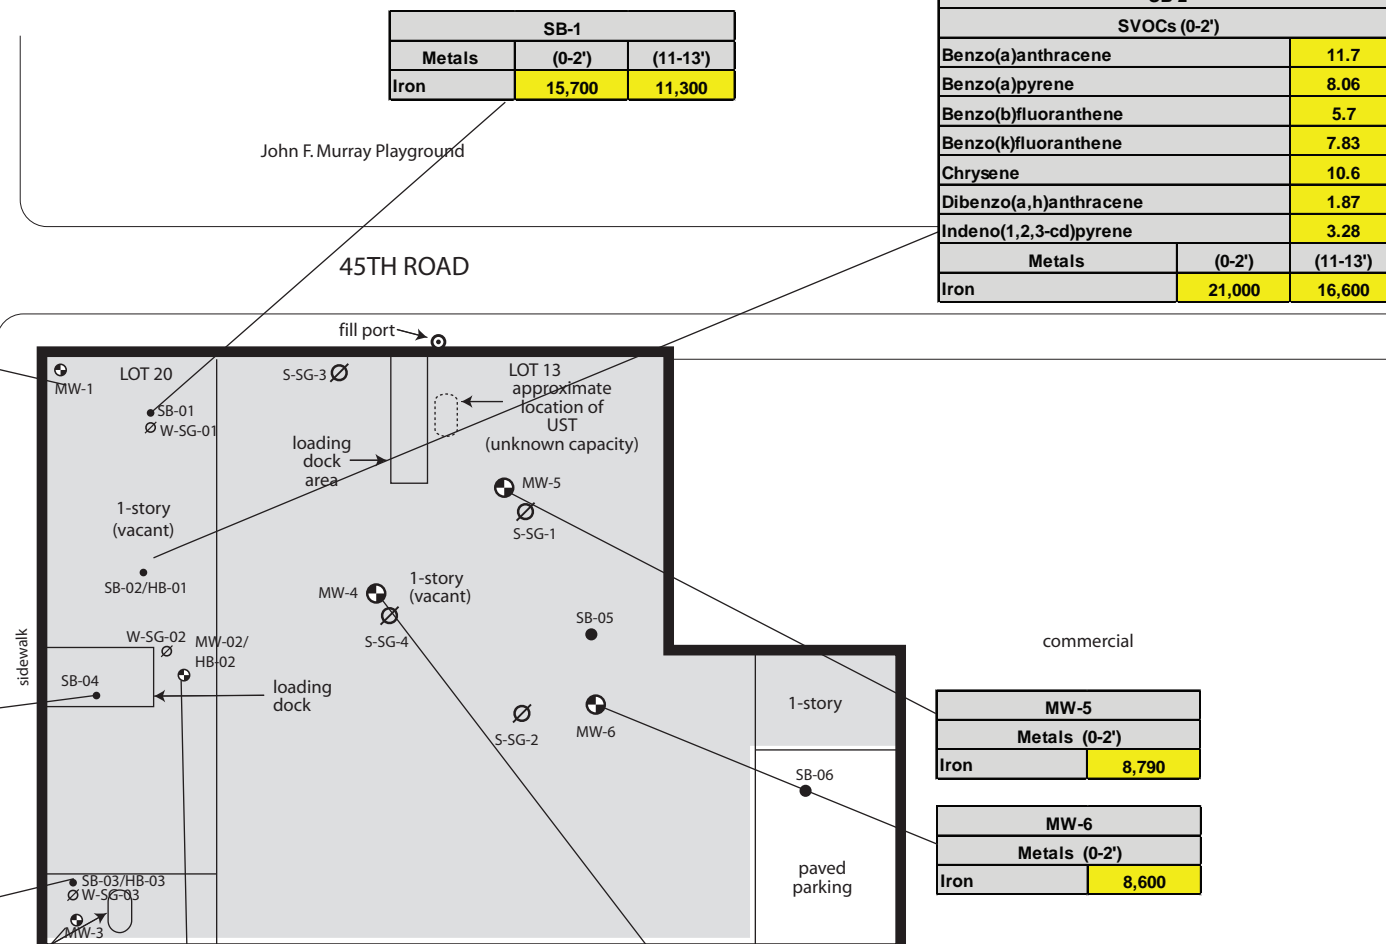 SB-1
Metals (0-2') (11-13')
Iron 15,700 11,300
SVOCs (0-2')
Benzo(a)anthracene 11.7
Benzo(a)pyrene 8.06
Benzo(b)fluoranthene 5.7
Benzo(k)fluoranthene 7.83
Chrysene 10.6
Dibenzo(a,h)anthracene 1.87
Indeno(1,2,3-cd)pyrene 3.28
Metals (0-2') (11-13')
Iron 21,000 16,600
John F. Murray Playground
45TH ROAD
fill port
MW-1
LOT 20
SB-01
W-SG-01
S-SG-3
LOT 13
approximate
location of
UST
(unknown capacity)
loading
dock
area
MW-5
S-SG-1
1-story
(vacant)
SB-02/HB-01
MW-4
1-story
(vacant)
S-SG-4
SB-05
sidewalk
W-SG-02
MW-02/
HB-02
SB-04
loading
dock
S-SG-2
MW-6
1-story
SB-06
paved
parking
commercial
MW-5
Metals (0-2')
Iron 8,790
MW-6
Metals (0-2')
Iron 8,600
SB-03/HB-03
W-SG-03
MW-3